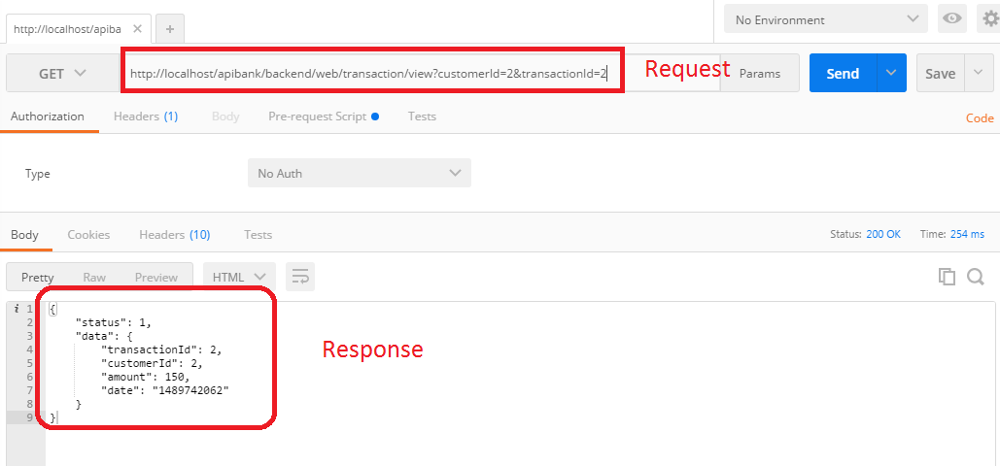 http://localhost/apiba
No Environment
GET
http://localhost/apibank/backend/web/transaction/view?customerId=2&transactionId=2
Request
Params
Send
Save
Authorization
Headers (1)
Body
Pre-request Script
Tests
Code
Type
No Auth
Body
Cookies
Headers (10)
Tests
Status: 200 OK
Time: 254 ms
Pretty
Raw
Preview
HTML
i 1 {
2 "status": 1,
3 "data": {
4 "transactionId": 2,
5 "customerId": 2,
6 "amount": 150,
7 "date": "1489742062"
8 }
9 }
Response